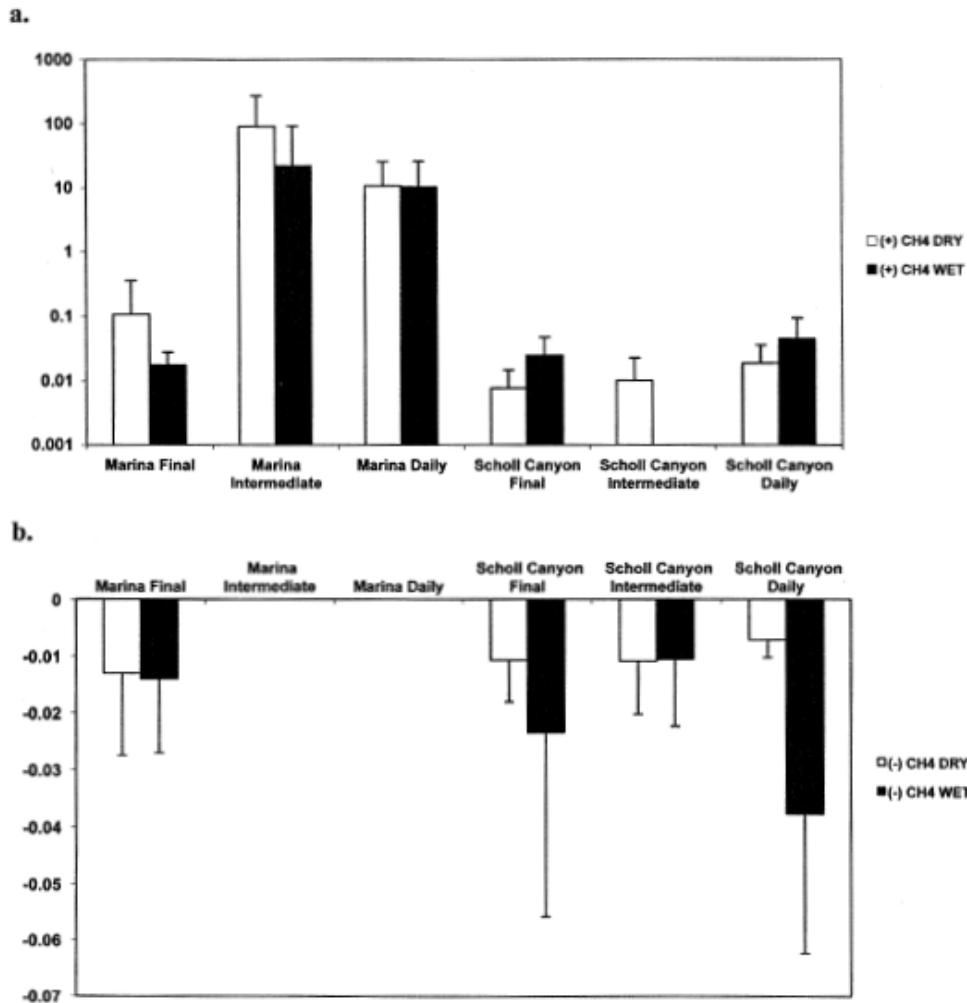 a.
1000
100
10
1
0.1
0.01
0.001
Marina Final
Marina
Intermediate
Marina Daily
Scholl Canyon
Final
Scholl Canyon
Intermediate
Scholl Canyon
Daily
(+) CH4 DRY
(+) CH4 WET
b.
Marina Final
Marina
Intermediate
Marina Daily
Scholl Canyon
Final
Scholl Canyon
Intermediate
Scholl Canyon
Daily
0
-0.01
-0.02
-0.03
-0.04
-0.05
-0.06
-0.07
(-) CH4 DRY
(-) CH4 WET